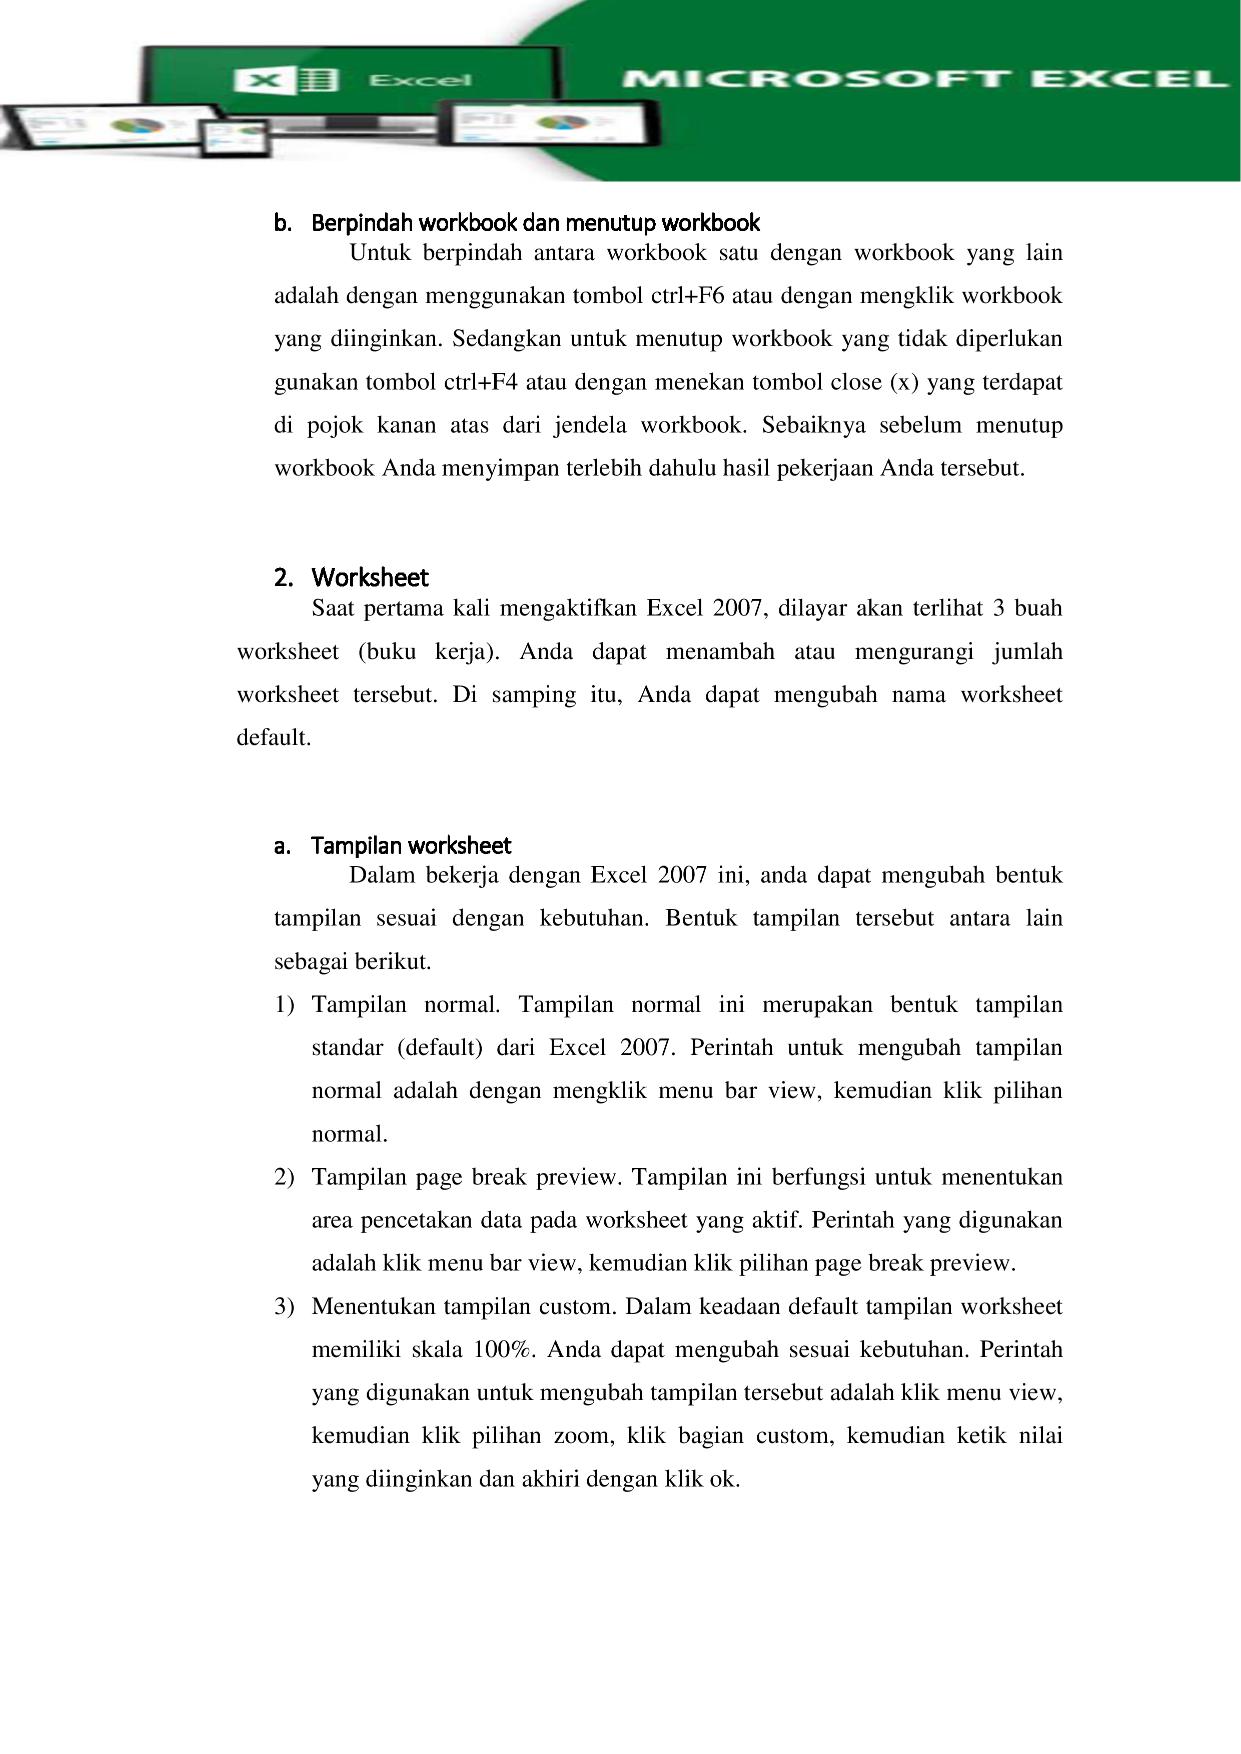 Excel
MICROSOFT EXCEL
b. Berpindah workbook dan menutup workbook
Untuk berpindah antara workbook satu dengan workbook yang lain
adalah dengan menggunakan tombol ctrl+F6 atau dengan mengklik workbook
yang diinginkan. Sedangkan untuk menutup workbook yang tidak diperlukan
gunakan tombol ctrl+F4 atau dengan menekan tombol close (x) yang terdapat
di pojok kanan atas dari jendela workbook. Sebaiknya sebelum menutup
workbook Anda menyimpan terlebih dahulu hasil pekerjaan Anda tersebut.
2. Worksheet
Saat pertama kali mengaktifkan Excel 2007, dilayar akan terlihat 3 buah
worksheet (buku kerja). Anda dapat menambah atau mengurangi jumlah
worksheet tersebut. Di samping itu, Anda dapat mengubah nama worksheet
default.
a. Tampilan worksheet
Dalam bekerja dengan Excel 2007 ini, anda dapat mengubah bentuk
tampilan sesuai dengan kebutuhan. Bentuk tampilan tersebut antara lain
sebagai berikut.
1) Tampilan normal. Tampilan normal ini merupakan bentuk tampilan
standar (default) dari Excel 2007. Perintah untuk mengubah tampilan
normal adalah dengan mengklik menu bar view, kemudian klik pilihan
normal.
2) Tampilan page break preview. Tampilan ini berfungsi untuk menentukan
area pencetakan data pada worksheet yang aktif. Perintah yang digunakan
adalah klik menu bar view, kemudian klik pilihan page break preview.
3) Menentukan tampilan custom. Dalam keadaan default tampilan worksheet
memiliki skala 100%. Anda dapat mengubah sesuai kebutuhan. Perintah
yang digunakan untuk mengubah tampilan tersebut adalah klik menu view,
kemudian klik pilihan zoom, klik bagian custom, kemudian ketik nilai
yang diinginkan dan akhiri dengan klik ok.